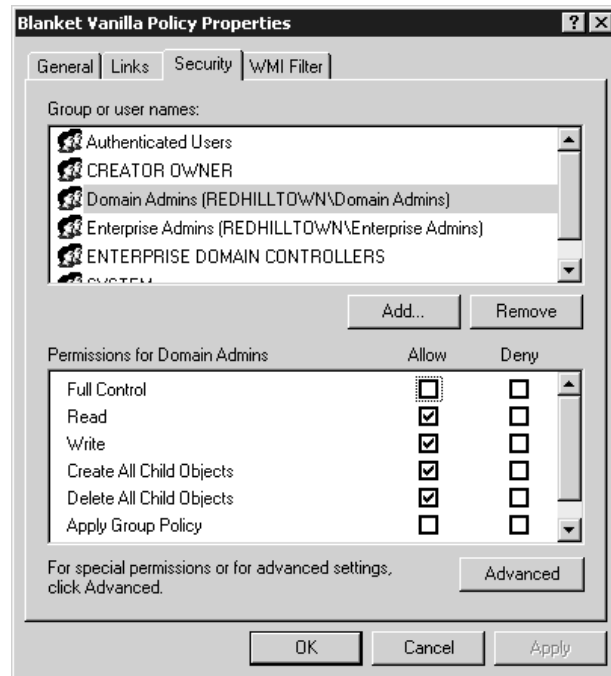 Blanket Vanilla Policy Properties
General Links Security WMI Filter
Group or user names:
Authenticated Users
CREATOR OWNER
Domain Admins (REDHILLTOWN\Domain Admins)
Enterprise Admins (REDHILLTOWN\Enterprise Admins)
ENTERPRISE DOMAIN CONTROLLERS
SYSTEM
Add... Remove
Permissions for Domain Admins Allow Deny
Full Control
Read
Write
Create All Child Objects
Delete All Child Objects
Apply Group Policy
For special permissions or for advanced settings,
click Advanced.
Advanced
OK Cancel Apply